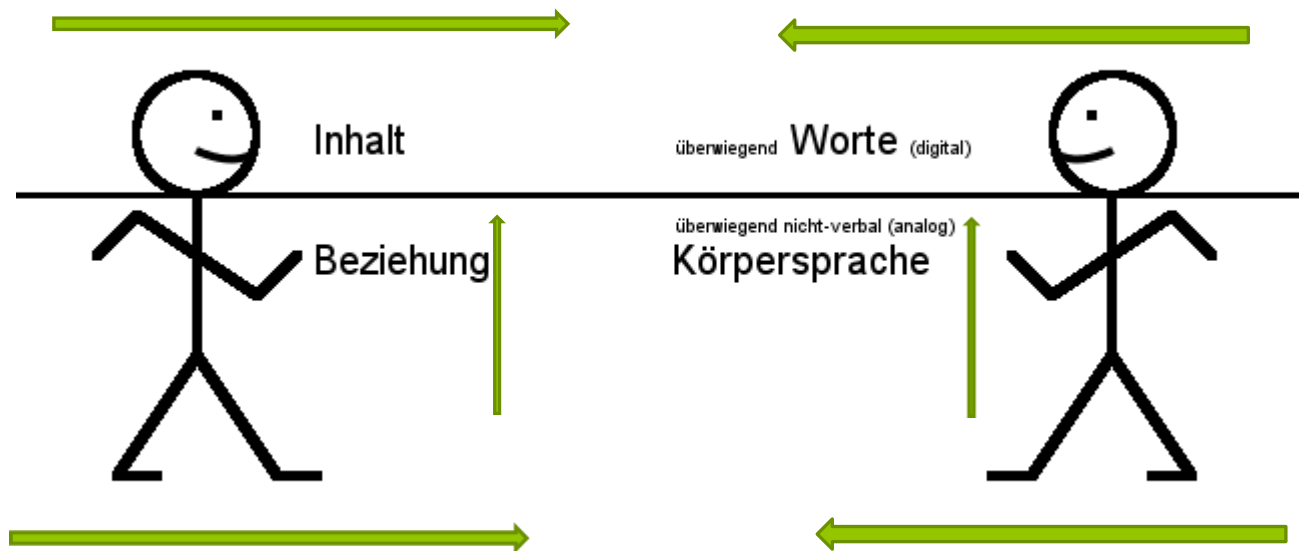 Inhalt
überwiegend Worte (digital)
überwiegend nicht-verbal (analog)
Beziehung
Körpersprache